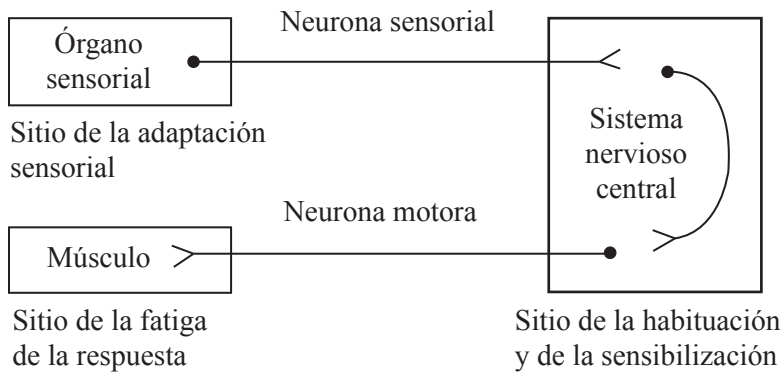 Órgano
sensorial
Sitio de la adaptación
sensorial
Neurona sensorial
Sistema
nervioso
central
Neurona motora
Músculo
Sitio de la fatiga
de la respuesta
Sitio de la habituación
y de la sensibilización